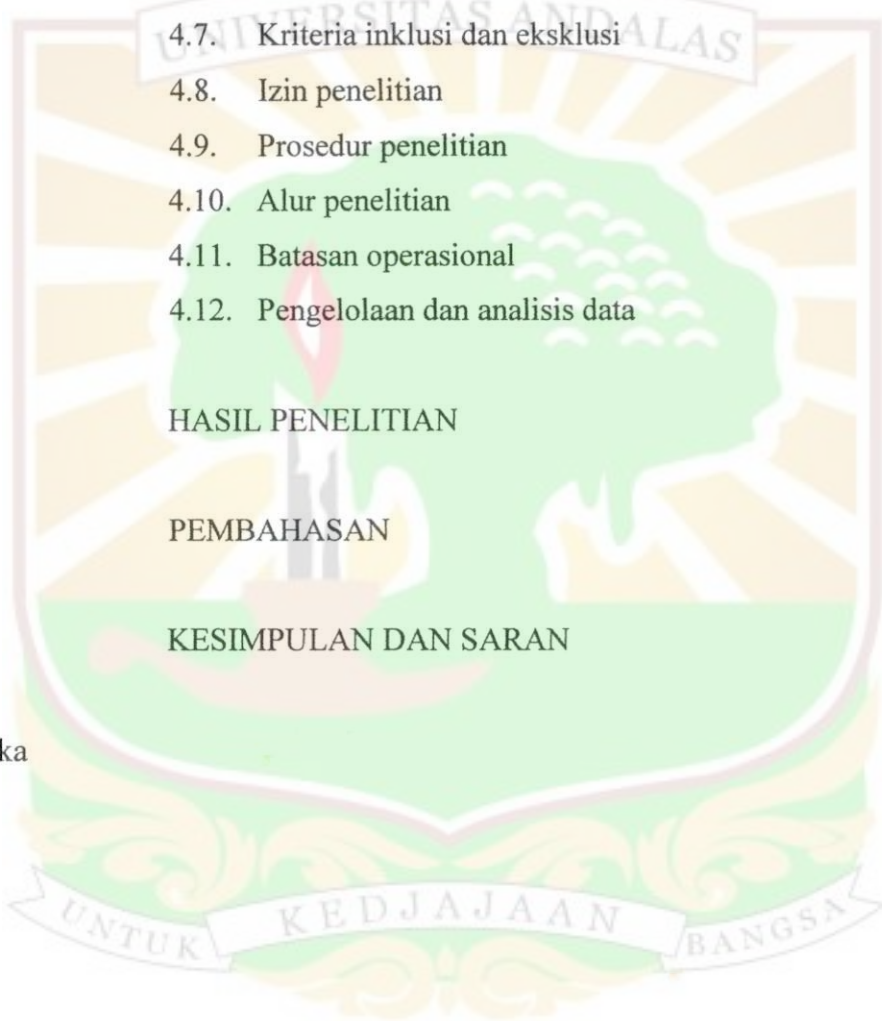 UNIVERSITAS ANDALAS
4.7. Kriteria inklusi dan eksklusi
4.8. Izin penelitian
4.9. Prosedur penelitian
4.10. Alur penelitian
4.11. Batasan operasional
4.12. Pengelolaan dan analisis data
HASIL PENELITIAN
PEMBAHASAN
KESIMPULAN DAN SARAN
ka
UNTUK KEDJAJAAN BANGSA